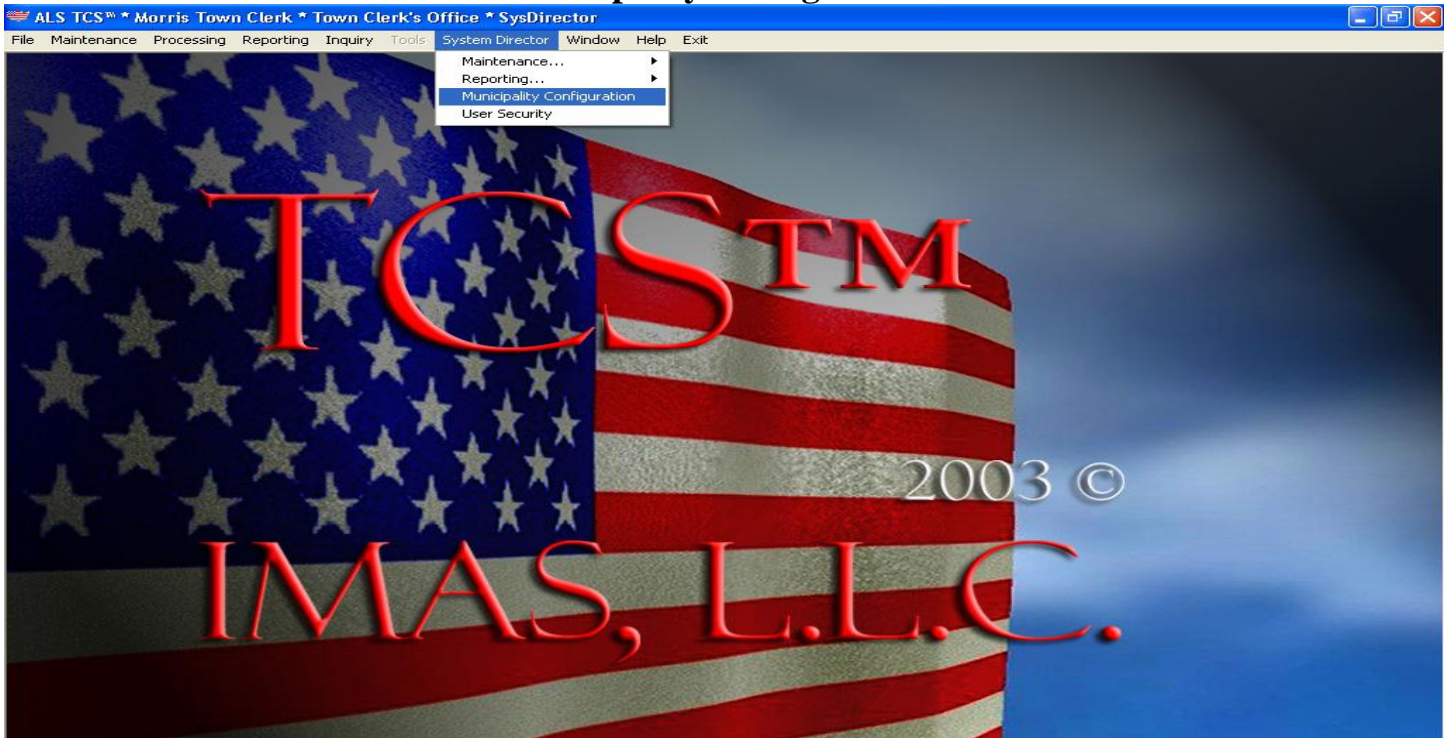 ALS TCS™ * Morris Town Clerk * Town Clerk's Office * SysDirector
File Maintenance Processing Reporting Inquiry Tools System Director Window Help Exit
Maintenance...
Reporting...
Municipality Configuration
User Security
TCS™
2003 ©
IMAS, L.L.C.